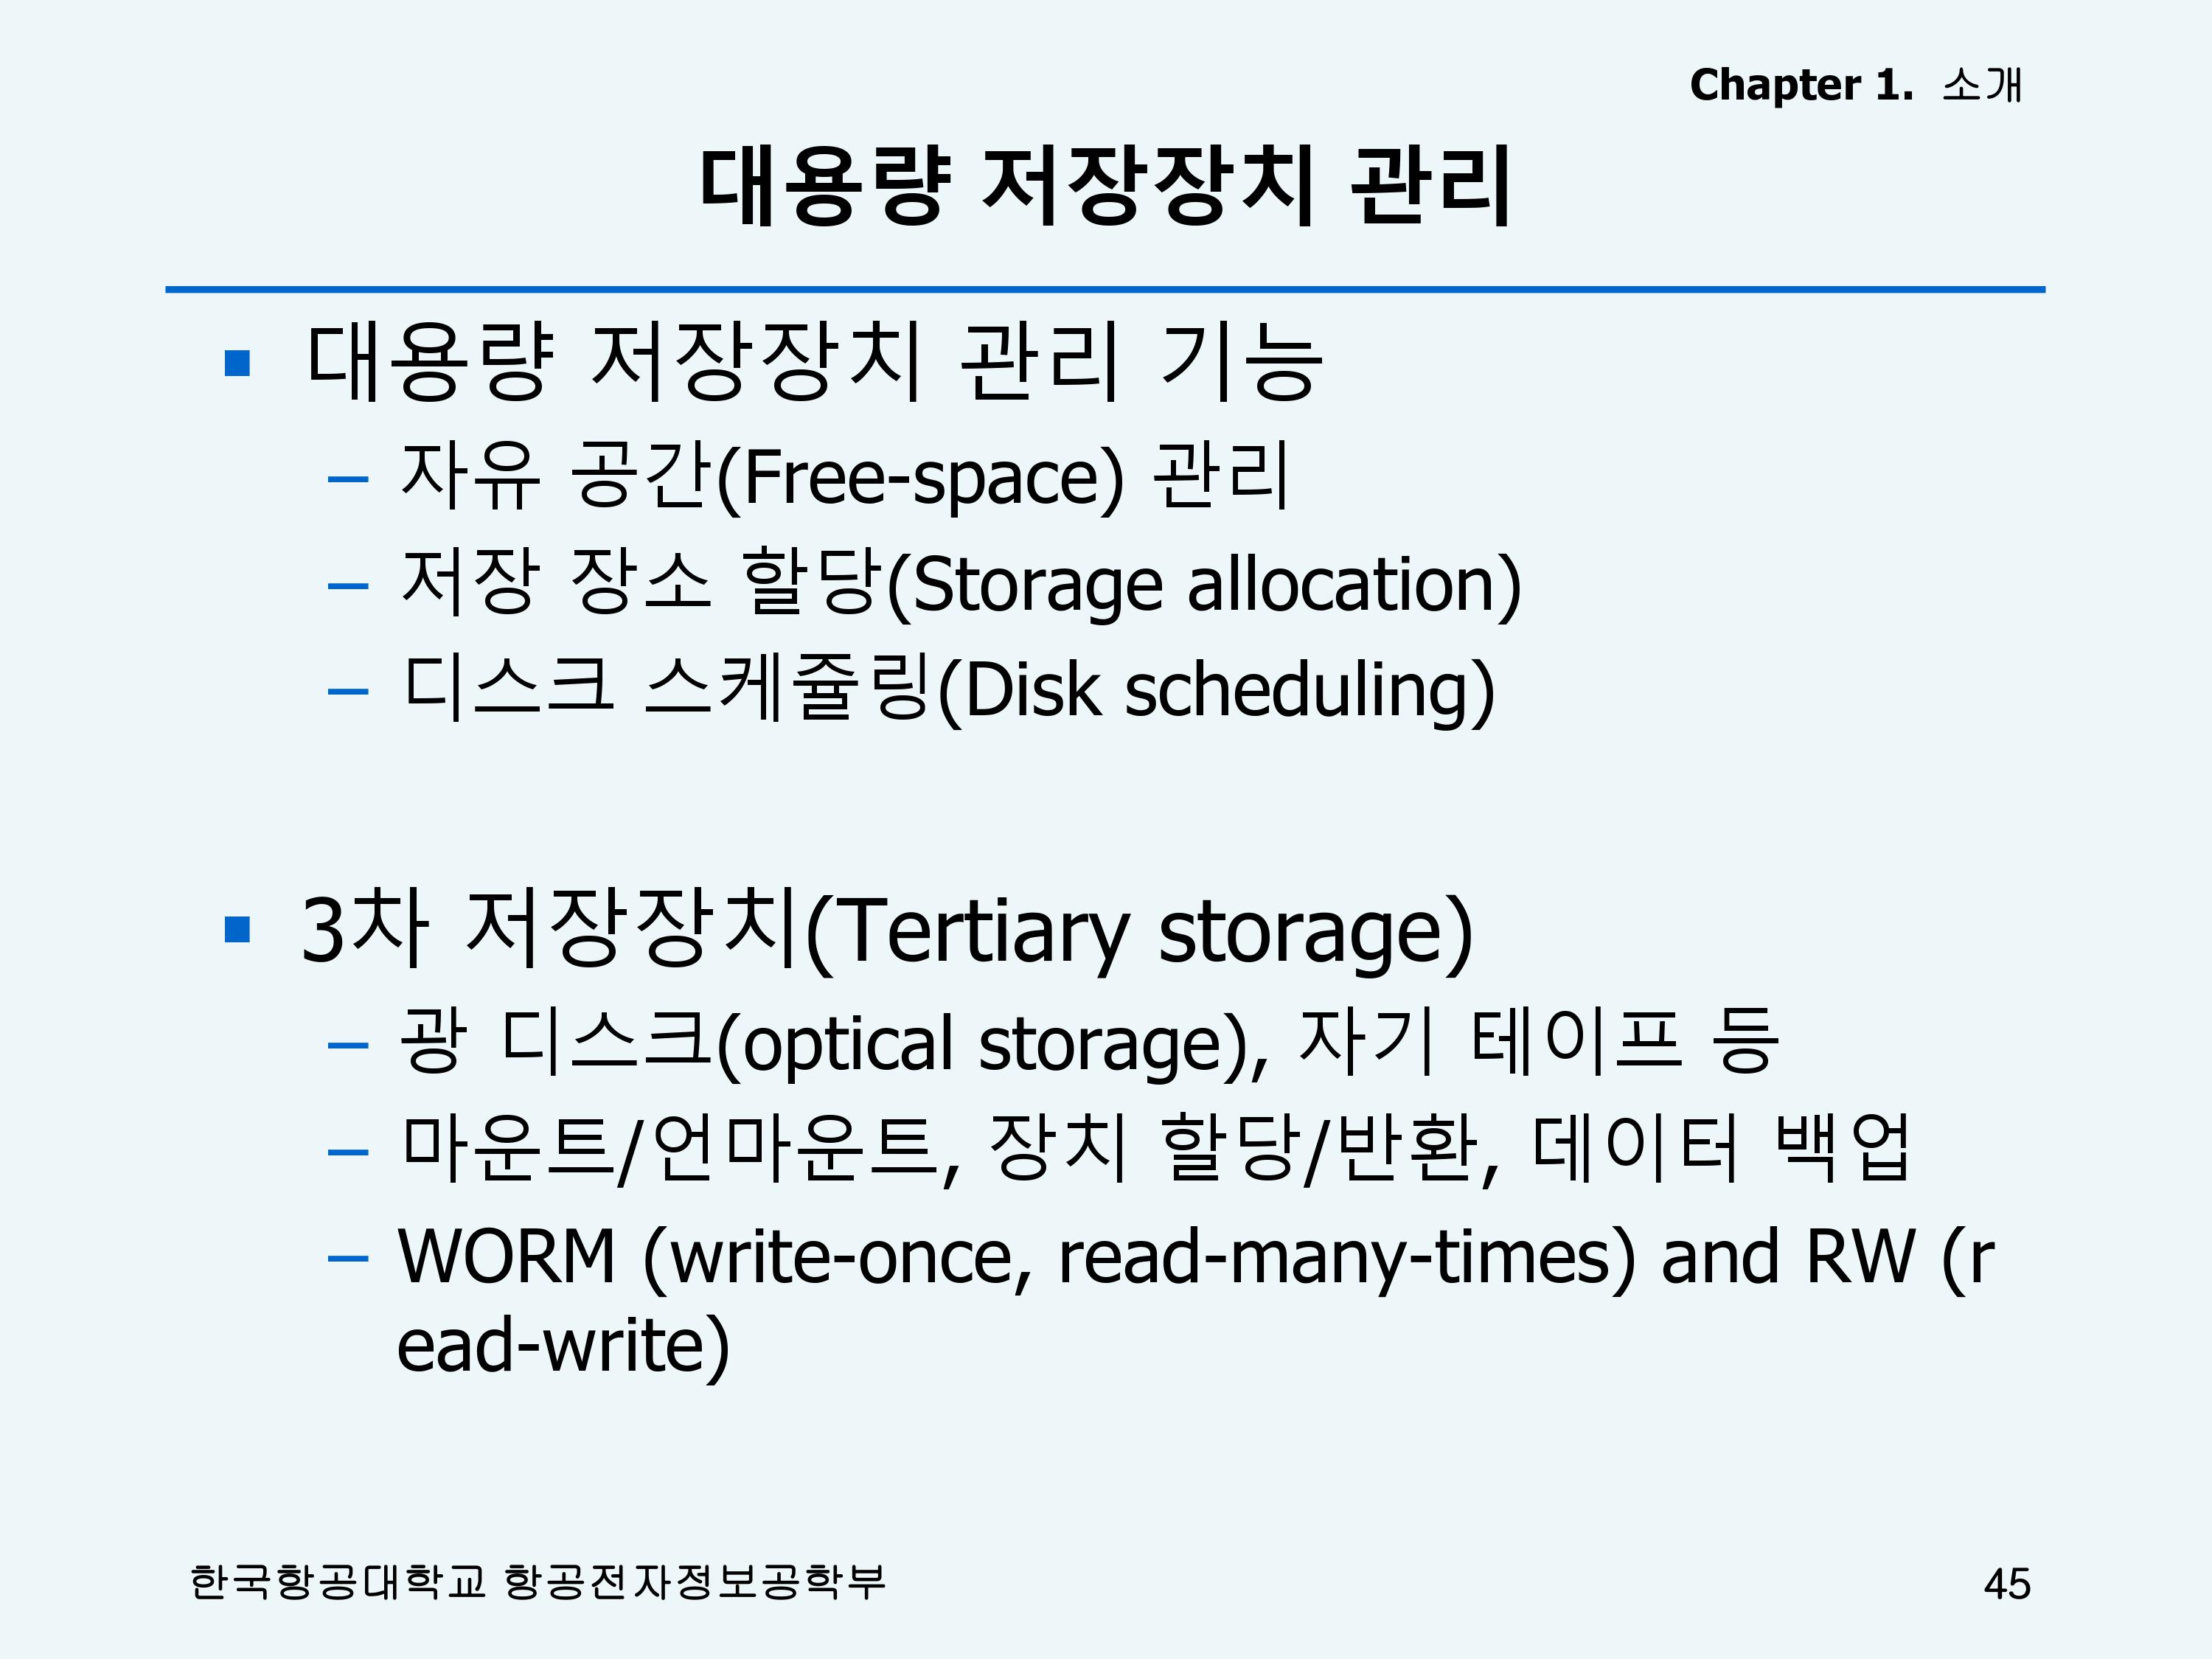 Chapter 1. 소개
대용량 저장장치 관리
▪ 대용량 저장장치 관리 기능
– 자유 공간(Free-space) 관리
– 저장 장소 할당(Storage allocation)
– 디스크 스케쥴링(Disk scheduling)
▪ 3차 저장장치(Tertiary storage)
– 광 디스크(optical storage), 자기 테이프 등
– 마운트/언마운트, 장치 할당/반환, 데이터 백업
– WORM (write-once, read-many-times) and RW (r
ead-write)
한국항공대학교 항공전자정보공학부
45